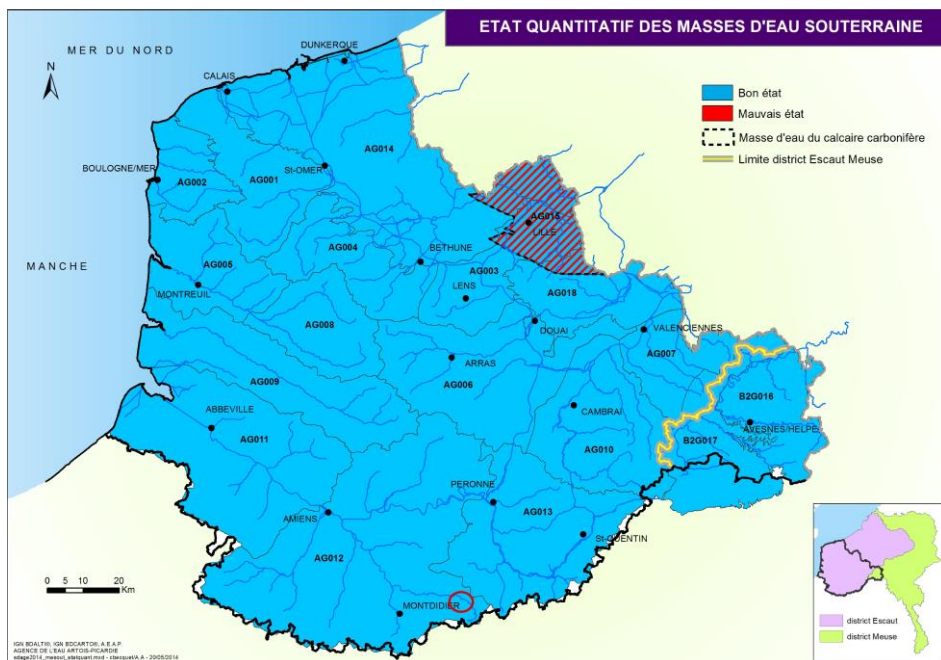 ETAT QUANTITATIF DES MASSES D'EAU SOUTERRAINE
MER DU NORD
DUNKERQUE
N
CALAIS
Bon état
Mauvais état
Masse d'eau du calcaire carbonifère
Limite district Escaut Meuse
AG014
BOULOGNE/MER
St-OMER
AG002
AG001
AG015
LILLE
AG004
BETHUNE
MANCHE
AG005
AG003
MONTREUIL
LENS
AG018
AG008
DOUAI
VALENCIENNES
ARRAS
AG007
AG009
AG006
B2G016
ABBEVILLE
CAMBRAI
AVESNES/HELPE
AG011
B2G017
AG010
PERONNE
AMIENS
AG013
St-QUENTIN
AG012
0 5 10 20
Km
MONTDIDIER
district Escaut
district Meuse
IGN BDALTI®, IGN BDCARTO®, A.E.A.P.
AGENCE DE L'EAU ARTOIS-PICARDIE